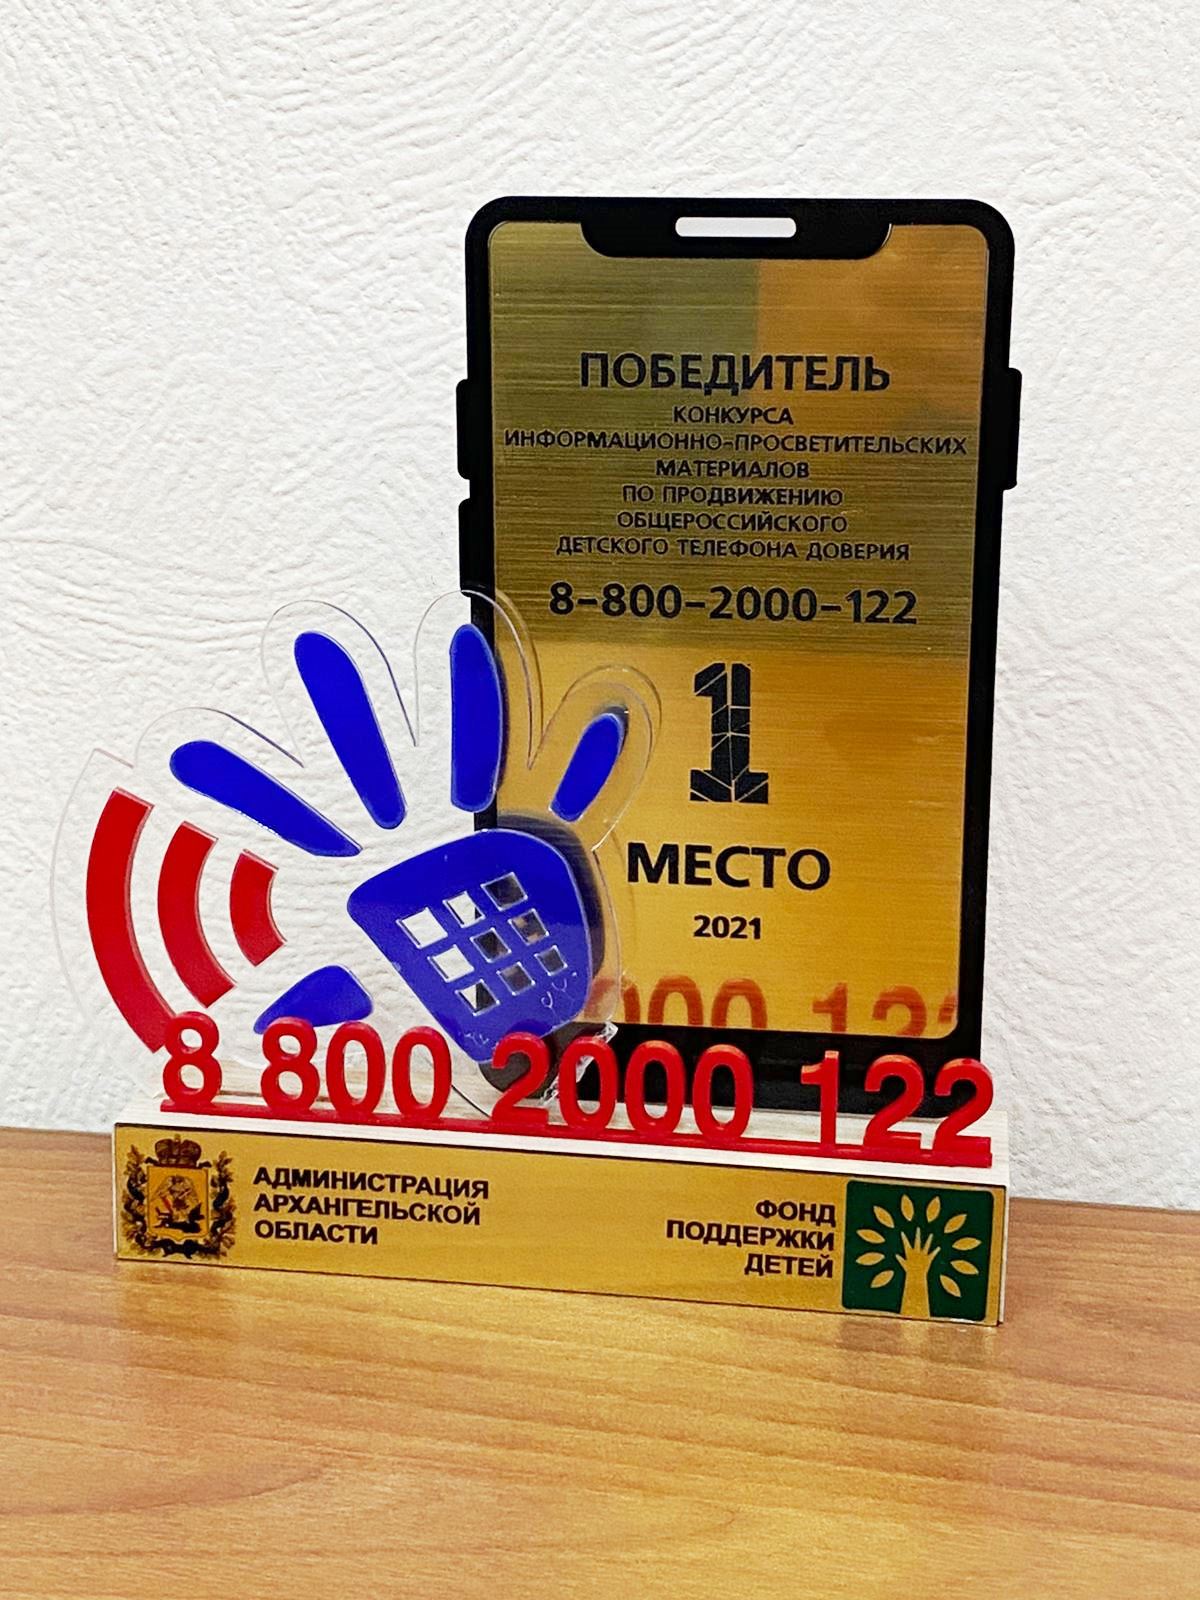 ПОБЕДИТЕЛЬ
КОНКУРСА
ИНФОРМАЦИОННО-ПРОСВЕТИТЕЛЬСКИХ
МАТЕРИАЛОВ
ПО ПРОДВИЖЕНИЮ
ОБЩЕРОССИЙСКОГО
ДЕТСКОГО ТЕЛЕФОНА ДОВЕРИЯ
8-800-2000-122
1
МЕСТО
2021
8 800 2000 122
АДМИНИСТРАЦИЯ
АРХАНГЕЛЬСКОЙ
ОБЛАСТИ
ФОНД
ПОДДЕРЖКИ
ДЕТЕЙ